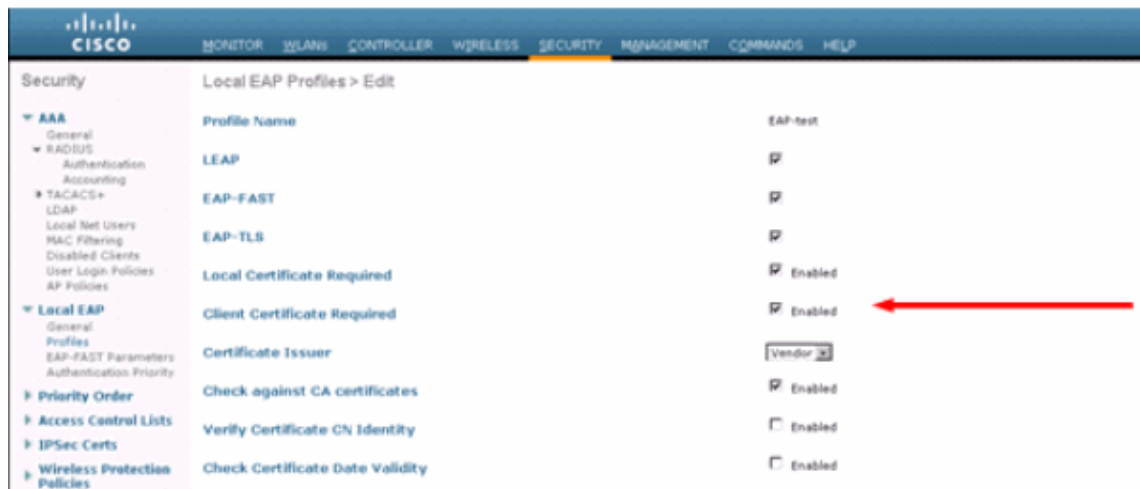 CISCO
MONITOR WLANs CONTROLLER WIRELESS SECURITY MANAGEMENT COMMANDS HELP
Security
AAA
General
RADIUS
Authentication
Accounting
TACACS+
LDAP
Local Net Users
MAC Filtering
Disabled Clients
User Login Policies
AP Policies
Local EAP
General
Profiles
EAP-FAST Parameters
Authentication Priority
Priority Order
Access Control Lists
IPSec Certs
Wireless Protection
Policies
Local EAP Profiles > Edit
Profile Name EAP-test
LEAP
EAP-FAST
EAP-TLS
Local Certificate Required Enabled
Client Certificate Required Enabled
Certificate Issuer Vendor
Check against CA certificates Enabled
Verify Certificate CN Identity Enabled
Check Certificate Date Validity Enabled